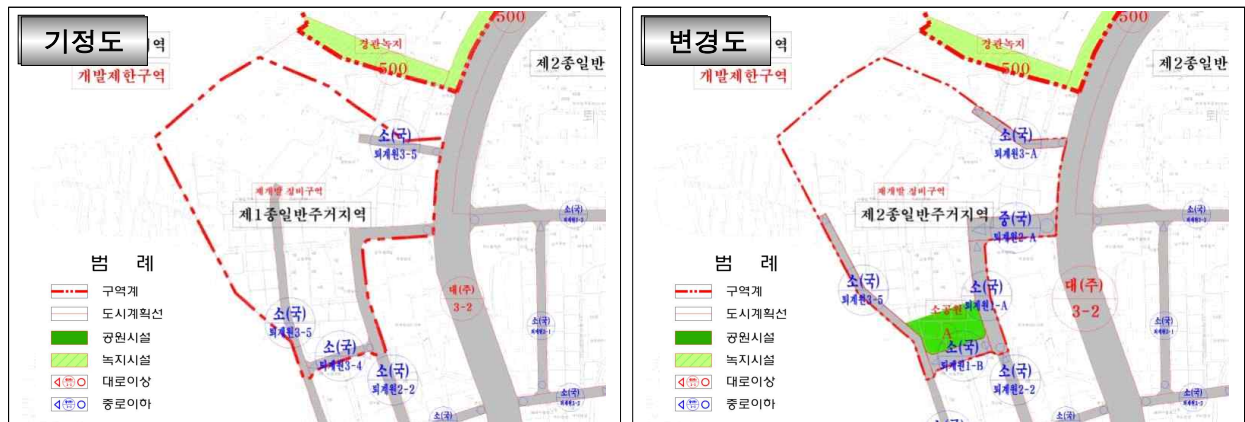 기정도
경관녹지
500
500
제2종일반
개발제한구역
소(국)
퇴계원3-5
재개발 정비구역
제1종일반주거지역
소(국)
대(주)
3-2
소(국)
퇴계원3-5
소(국)
퇴계원3-4
소(국)
퇴계원2-2
소(국)
소(국)
소(국)
범 례
구역계
도시계획선
공원시설
녹지시설
대로이상
중로이하
변경도
경관녹지
500
500
제2종일반
개발제한구역
소(국)
퇴계원3-A
재개발 정비구역
제2종일반주거지역
중(국)
퇴계원2-A
소(국)
소(국)
퇴계원3-5
소(국)
퇴계원1-A
대(주)
3-2
소공원
A
소(국)
퇴계원1-B
소(국)
퇴계원2-2
소(국)
소(국)
소(국)
소(국)
범 례
구역계
도시계획선
공원시설
녹지시설
대로이상
중로이하